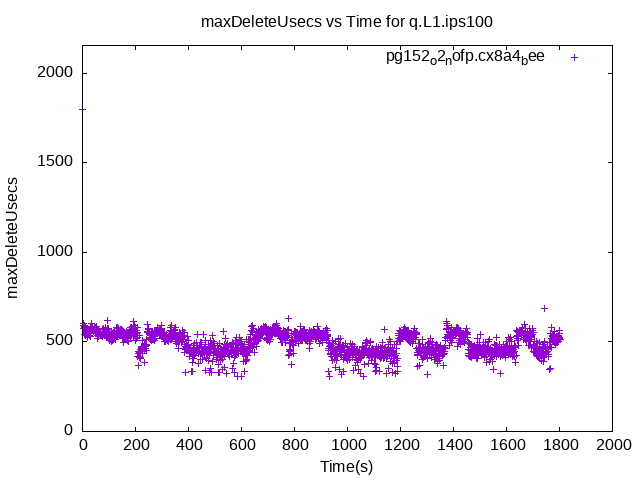 maxDeleteUsecs vs Time for q.L1.ips100
pg152_o2_nofp.cx8a4_bee
2000
1500
1000
500
0
maxDeleteUsecs
0 200 400 600 800 1000 1200 1400 1600 1800 2000
Time(s)